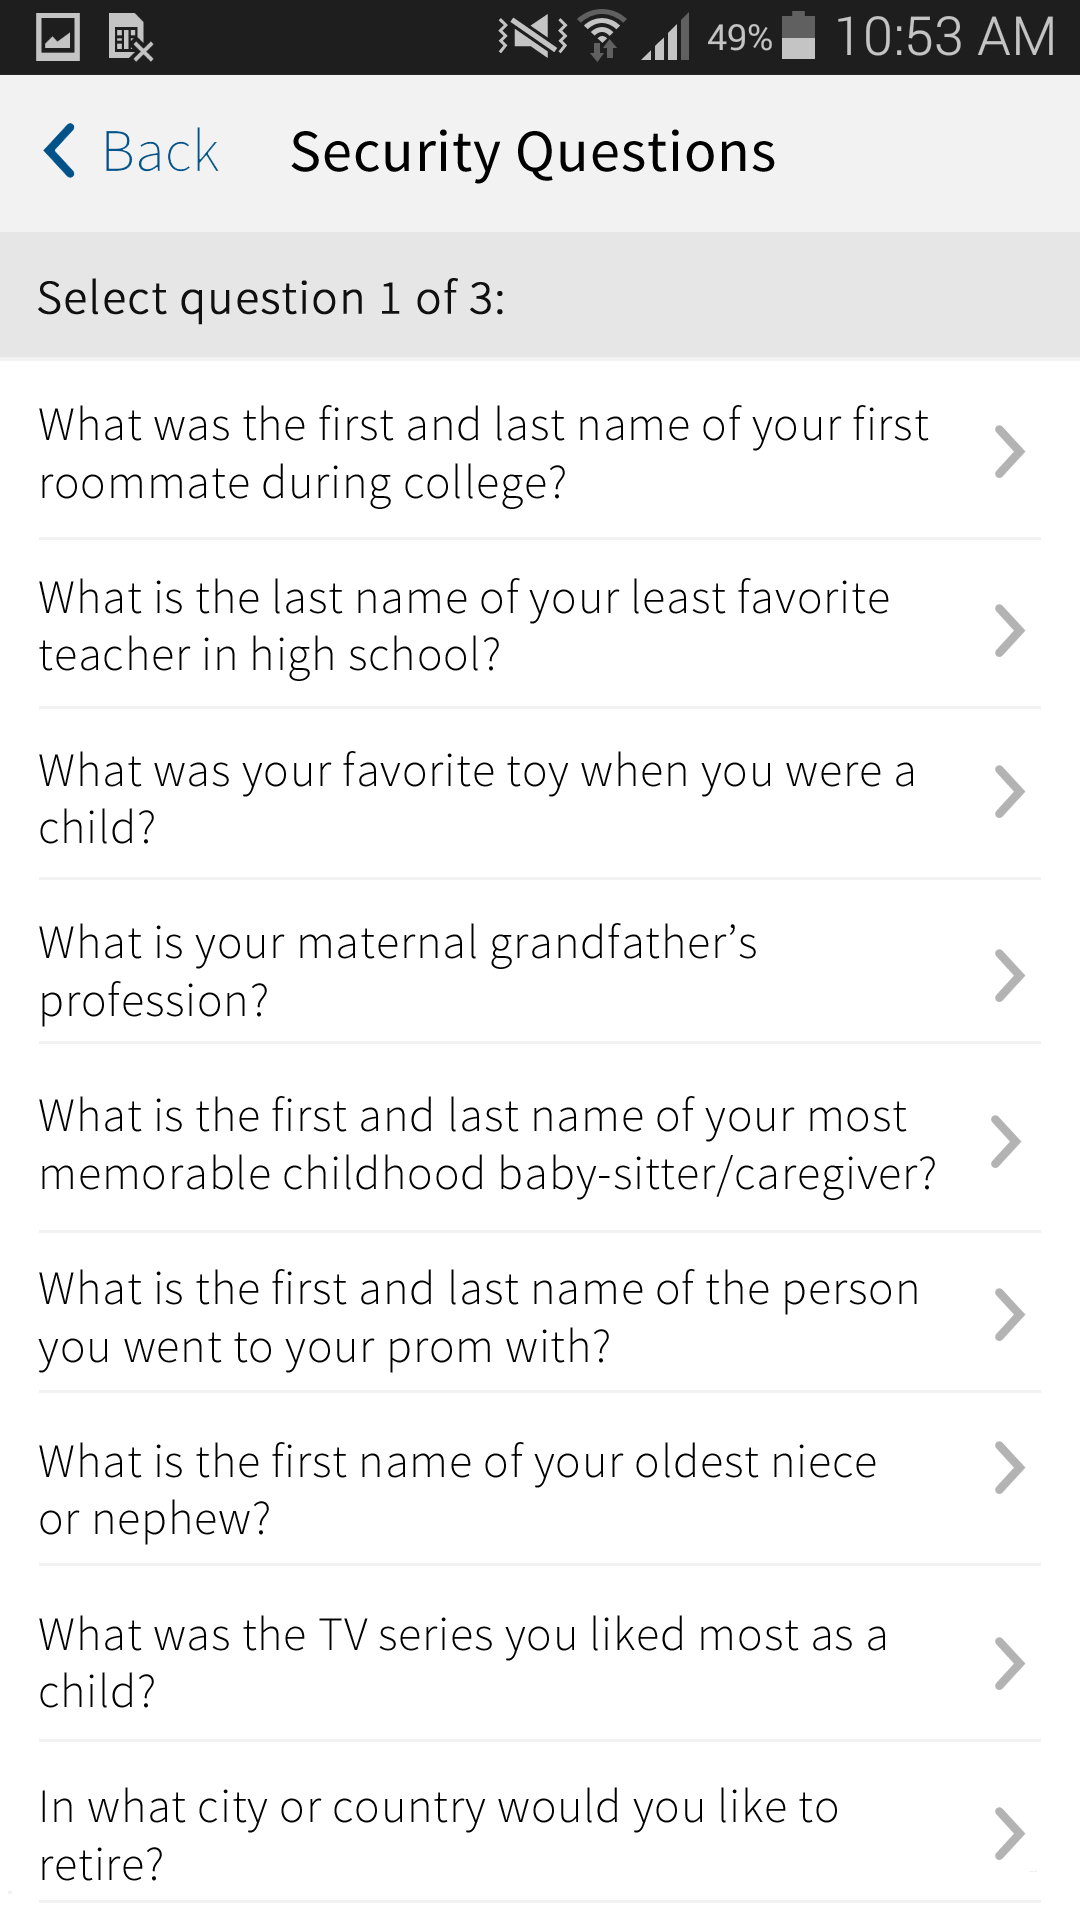 49% 10:53 AM
Back Security Questions
Select question 1 of 3:
What was the first and last name of your first
roommate during college?
What is the last name of your least favorite
teacher in high school?
What was your favorite toy when you were a
child?
What is your maternal grandfather’s
profession?
What is the first and last name of your most
memorable childhood baby-sitter/caregiver?
What is the first and last name of the person
you went to your prom with?
What is the first name of your oldest niece
or nephew?
What was the TV series you liked most as a
child?
In what city or country would you like to
retire?